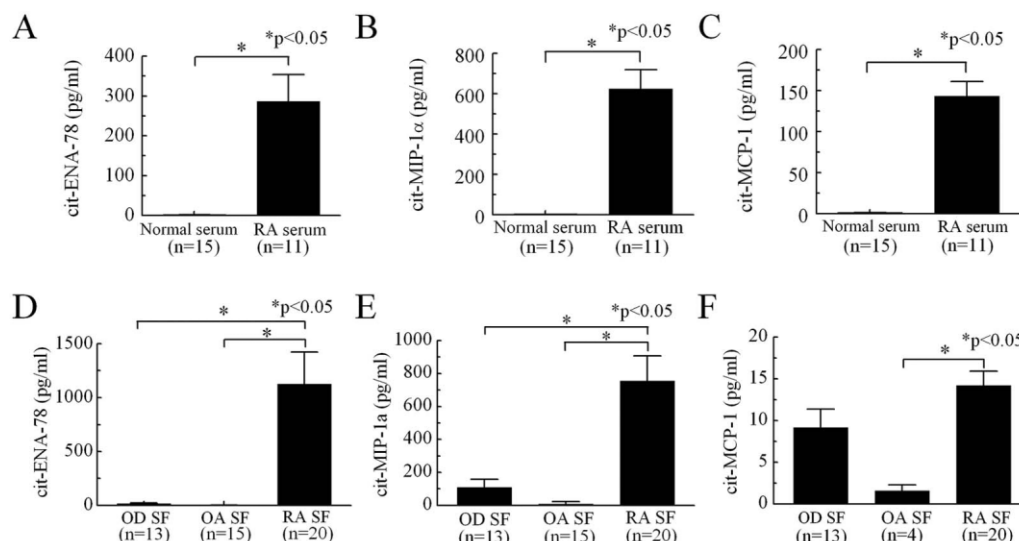 A
*p<0.05
*
cit-ENA-78 (pg/ml)
400
300
200
100
0
Normal serum
(n=15)
RA serum
(n=11)
B
*p<0.05
*
cit-MIP-1α (pg/ml)
800
600
400
200
0
Normal serum
(n=15)
RA serum
(n=11)
C
*p<0.05
*
cit-MCP-1 (pg/ml)
200
150
100
50
0
Normal serum
(n=15)
RA serum
(n=11)
D
*p<0.05
*
*
cit-ENA-78 (pg/ml)
1500
1000
500
0
OD SF
(n=13)
OA SF
(n=15)
RA SF
(n=20)
E
*p<0.05
*
*
cit-MIP-1a (pg/ml)
1000
800
600
400
200
0
OD SF
(n=13)
OA SF
(n=15)
RA SF
(n=20)
F
*p<0.05
*
cit-MCP-1 (pg/ml)
20
15
10
5
0
OD SF
(n=13)
OA SF
(n=4)
RA SF
(n=20)